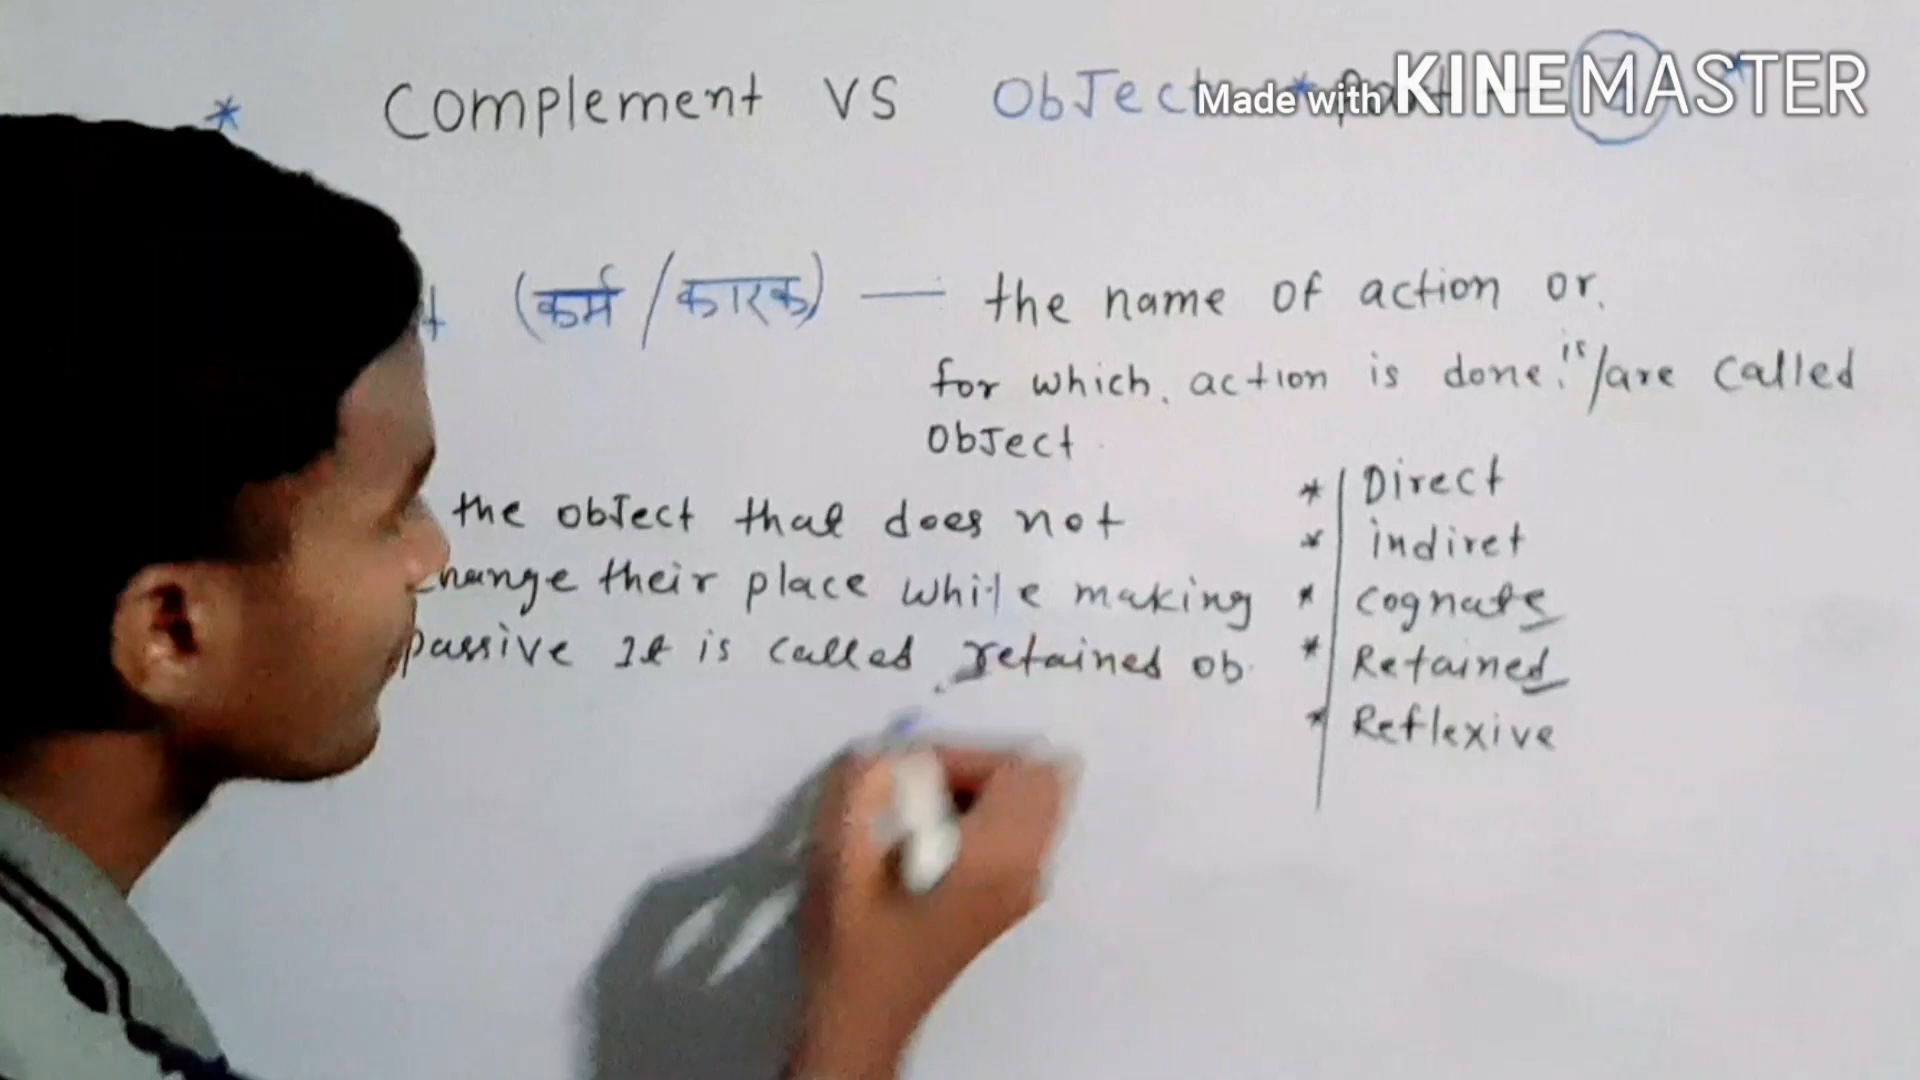 * Complement VS Object
Made with KINEMASTER
(कर्म / कारक) — the name of action or.
for which, action is done. is/are called
Object.
the object that does not
change their place while making
passive It is called retained ob.
* Direct
* indiret
* Cognate
* Retained
* Reflexive